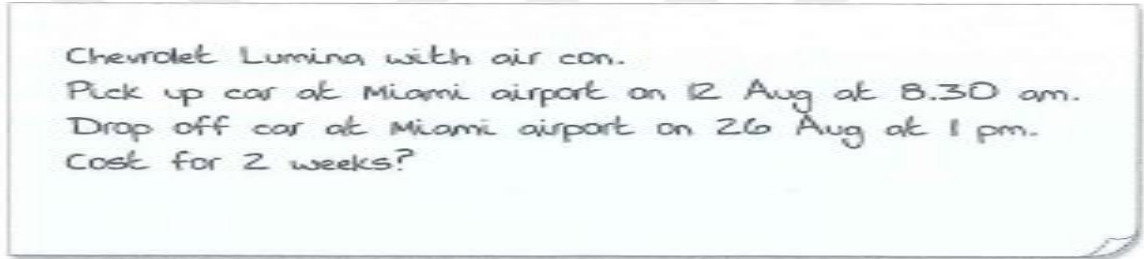 Chevrolet Lumina with air con.
Pick up car at Miami airport on 12 Aug at 8.30 am.
Drop off car at Miami airport on 26 Aug at 1 pm.
Cost for 2 weeks?